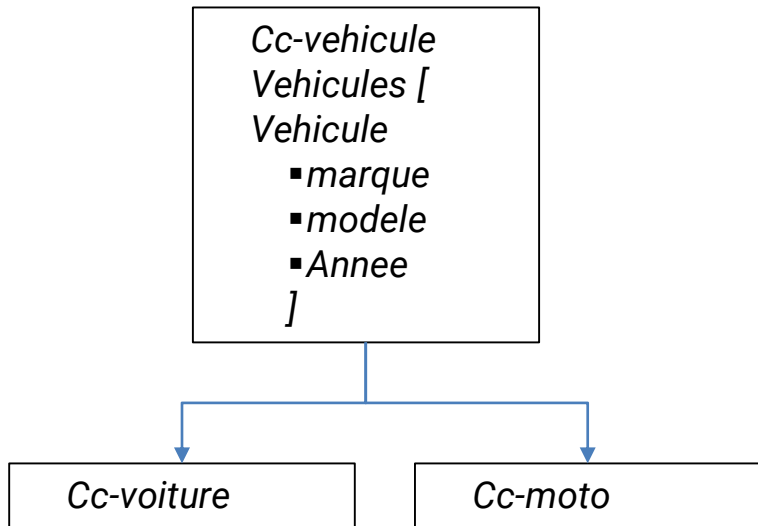 Cc-vehicule
Vehicules [
Vehicule
▪marque
▪modele
▪Annee
]
Cc-voiture
Cc-moto